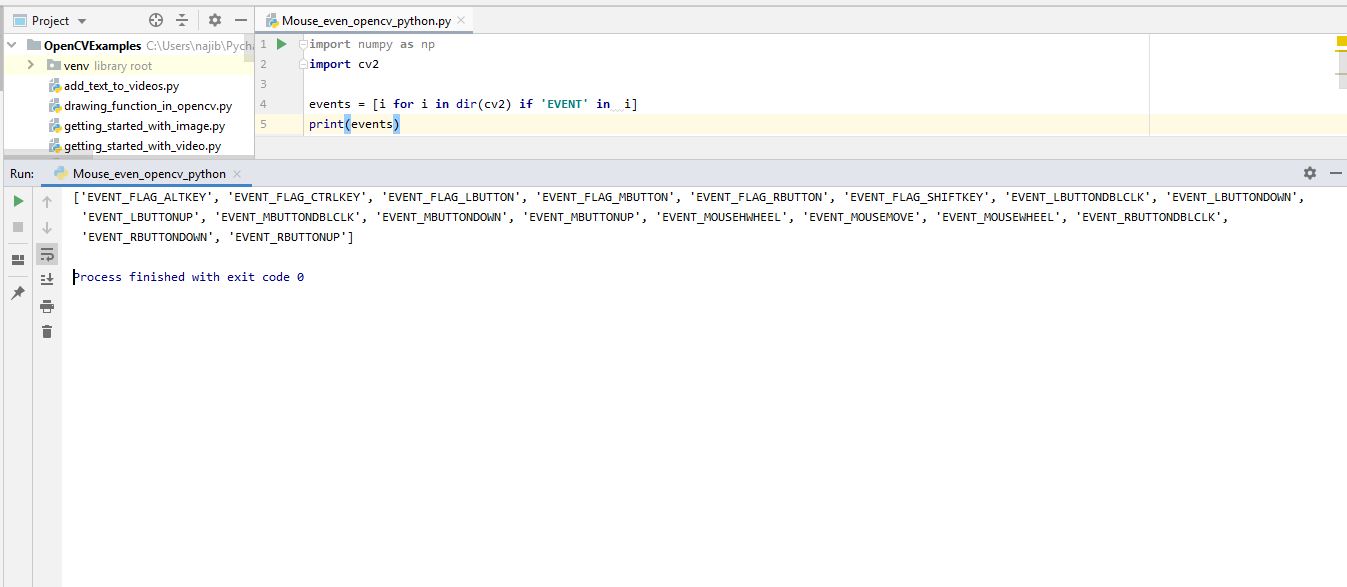 Project
Mouse_even_opencv_python.py
OpenCVExamples C:\Users\najib\Pycha
venv library root
add_text_to_videos.py
drawing_function_in_opencv.py
getting_started_with_image.py
getting_started_with_video.py
1 import numpy as np
2 import cv2
3
4 events = [i for i in dir(cv2) if 'EVENT' in  i]
5 print(events)
Run: Mouse_even_opencv_python
['EVENT_FLAG_ALTKEY', 'EVENT_FLAG_CTRLKEY', 'EVENT_FLAG_LBUTTON', 'EVENT_FLAG_MBUTTON', 'EVENT_FLAG_RBUTTON', 'EVENT_FLAG_SHIFTKEY', 'EVENT_LBUTTONDBLCLK', 'EVENT_LBUTTONDOWN',
'EVENT_LBUTTONUP', 'EVENT_MBUTTONDBLCLK', 'EVENT_MBUTTONDOWN', 'EVENT_MBUTTONUP', 'EVENT_MOUSEHWHEEL', 'EVENT_MOUSEMOVE', 'EVENT_MOUSEWHEEL', 'EVENT_RBUTTONDBLCLK',
'EVENT_RBUTTONDOWN', 'EVENT_RBUTTONUP']
Process finished with exit code 0